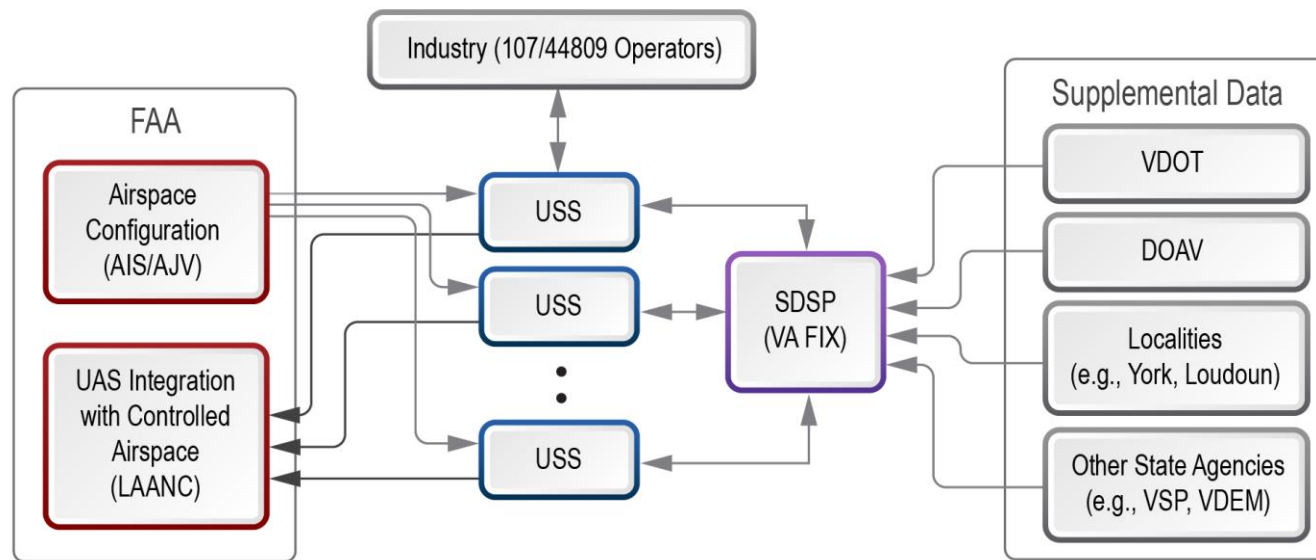 Industry (107/44809 Operators)
FAA
Airspace
Configuration
(AIS/AJV)
UAS Integration
with Controlled
Airspace
(LAANC)
USS
USS
USS
SDSP
(VA FIX)
Supplemental Data
VDOT
DOAV
Localities
(e.g., York, Loudoun)
Other State Agencies
(e.g., VSP, VDEM)